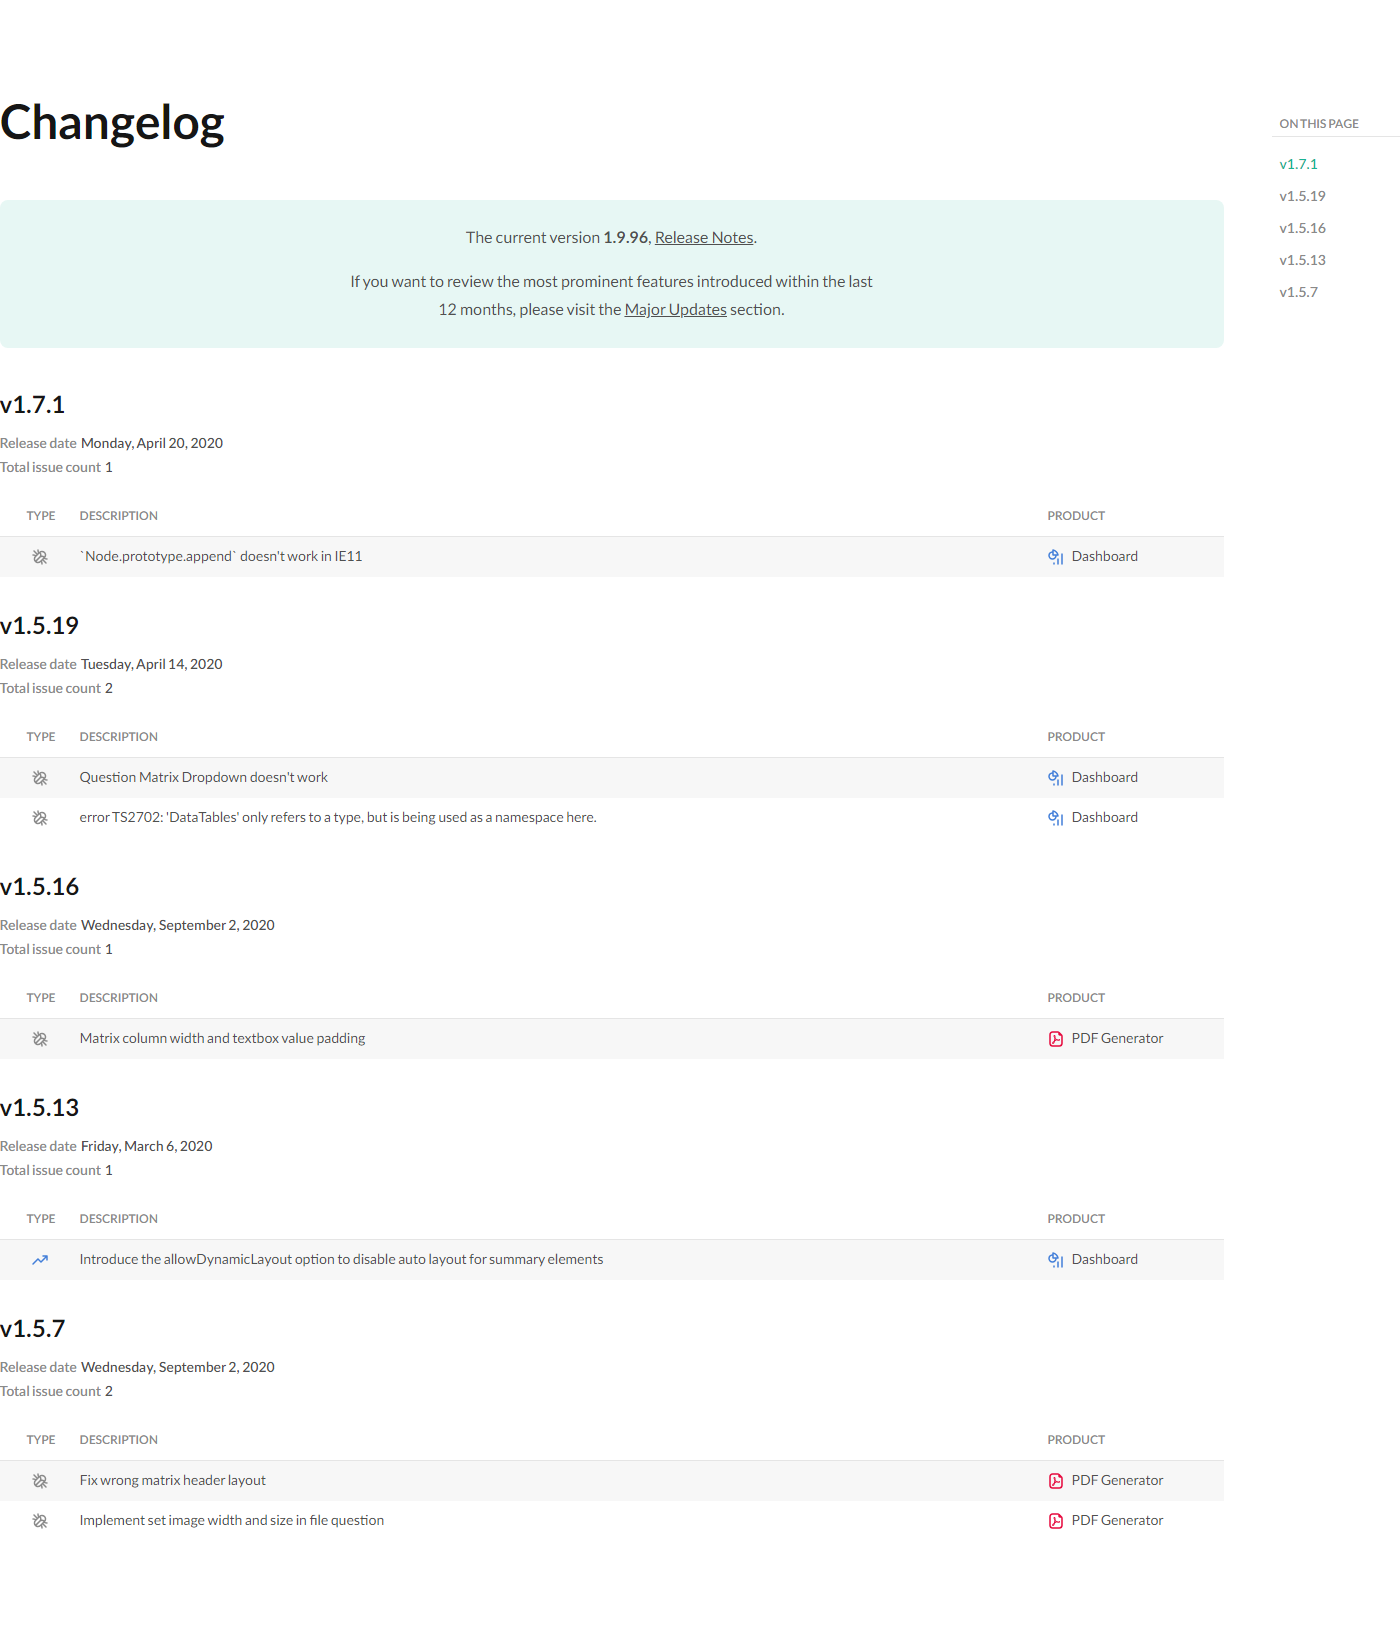 Changelog
The current version 1.9.96, Release Notes.
If you want to review the most prominent features introduced within the last
12 months, please visit the Major Updates section.
ON THIS PAGE
v1.7.1
v1.5.19
v1.5.16
v1.5.13
v1.5.7
v1.7.1
Release date Monday, April 20, 2020
Total issue count 1
TYPE DESCRIPTION PRODUCT
`Node.prototype.append` doesn't work in IE11 Dashboard
v1.5.19
Release date Tuesday, April 14, 2020
Total issue count 2
TYPE DESCRIPTION PRODUCT
Question Matrix Dropdown doesn't work Dashboard
error TS2702: 'DataTables' only refers to a type, but is being used as a namespace here. Dashboard
v1.5.16
Release date Wednesday, September 2, 2020
Total issue count 1
TYPE DESCRIPTION PRODUCT
Matrix column width and textbox value padding PDF Generator
v1.5.13
Release date Friday, March 6, 2020
Total issue count 1
TYPE DESCRIPTION PRODUCT
Introduce the allowDynamicLayout option to disable auto layout for summary elements Dashboard
v1.5.7
Release date Wednesday, September 2, 2020
Total issue count 2
TYPE DESCRIPTION PRODUCT
Fix wrong matrix header layout PDF Generator
Implement set image width and size in file question PDF Generator